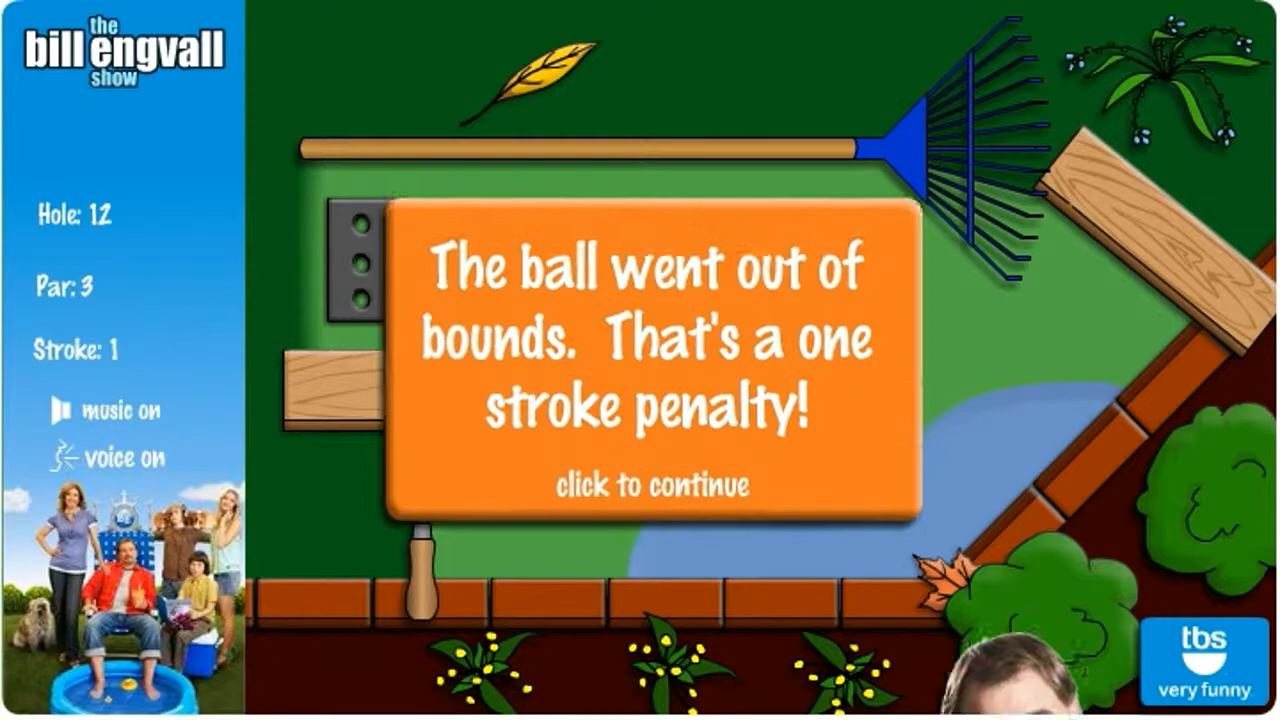 the
bill engvall
show
Hole: 12
Par: 3
Stroke: 1
music on
voice on
The ball went out of
bounds. That's a one
stroke penalty!
click to continue
tbs
very funny